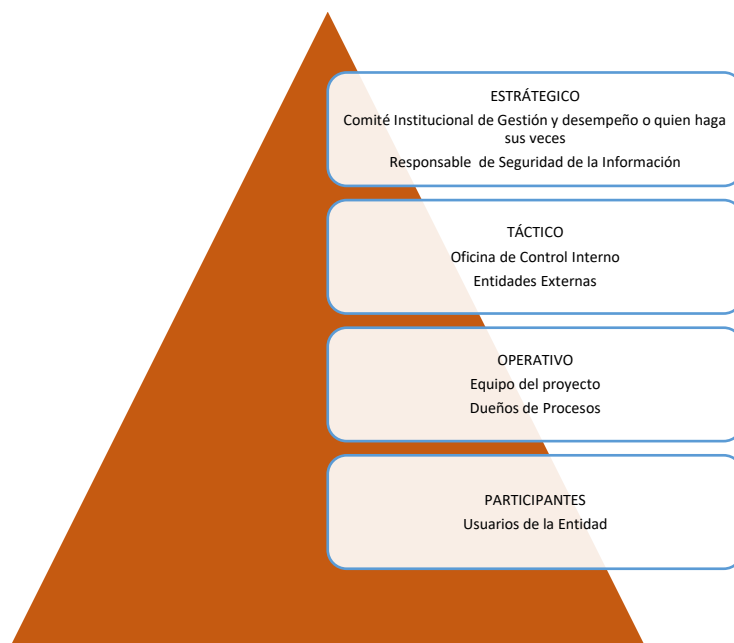 ESTRÁTEGICO
Comité Institucional de Gestión y desempeño o quien haga
sus veces
Responsable de Seguridad de la Información
TÁCTICO
Oficina de Control Interno
Entidades Externas
OPERATIVO
Equipo del proyecto
Dueños de Procesos
PARTICIPANTES
Usuarios de la Entidad